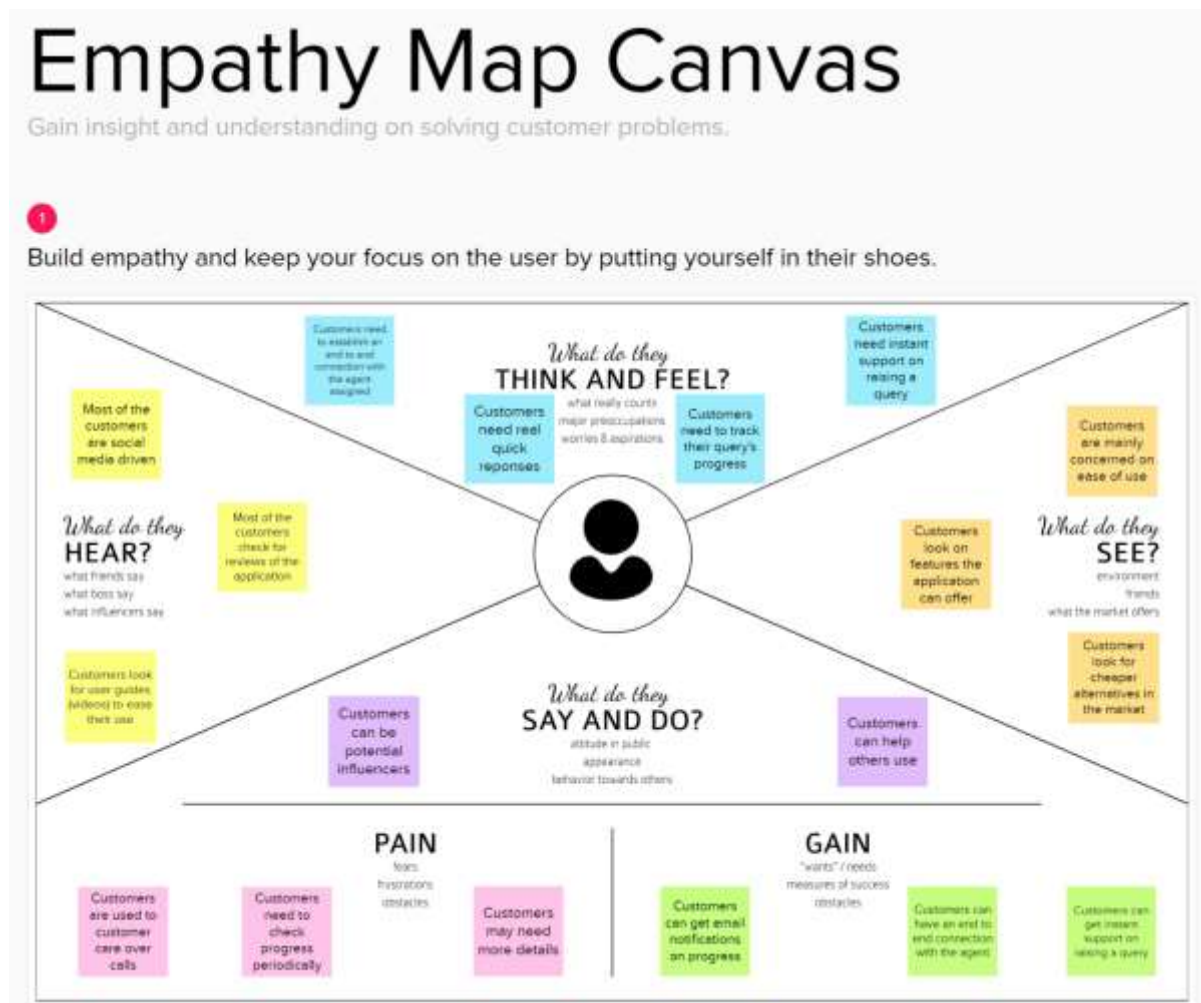 Empathy Map Canvas
Gain insight and understanding on solving customer problems.
1
Build empathy and keep your focus on the user by putting yourself in their shoes.
Customers need
to establish an
end to end
connection with
the agent
assigned
What do they
THINK AND FEEL?
what really counts
major preoccupations
worries & aspirations
Customers
need real
quick
reponses
Customers
need to track
their query's
progress
Customers
need instant
support on
raising a
query
Most of the
customers
are social
media driven
What do they
HEAR?
what friends say
what boss say
what influencers say
Most of the
customers
check for
reviews of the
application
Customers look
for user guides
(videos) to ease
their use
Customers
are mainly
concerned on
ease of use
Customers
look on
features the
application
can offer
What do they
SEE?
environment
friends
what the market offers
Customers
look for
cheaper
alternatives in
the market
Customers
can be
potential
influencers
What do they
SAY AND DO?
attitude in public
appearance
behavior towards others
Customers
can help
others use
PAIN
fears
frustrations
obstacles
Customers
are used to
customer
care over
calls
Customers
need to
check
progress
periodically
Customers
may need
more details
GAIN
"wants" / needs
measures of success
obstacles
Customers
can get email
notifications
on progress
Customers can
have an end to
end connection
with the agent
Customers can
get instant
support on
raising a query